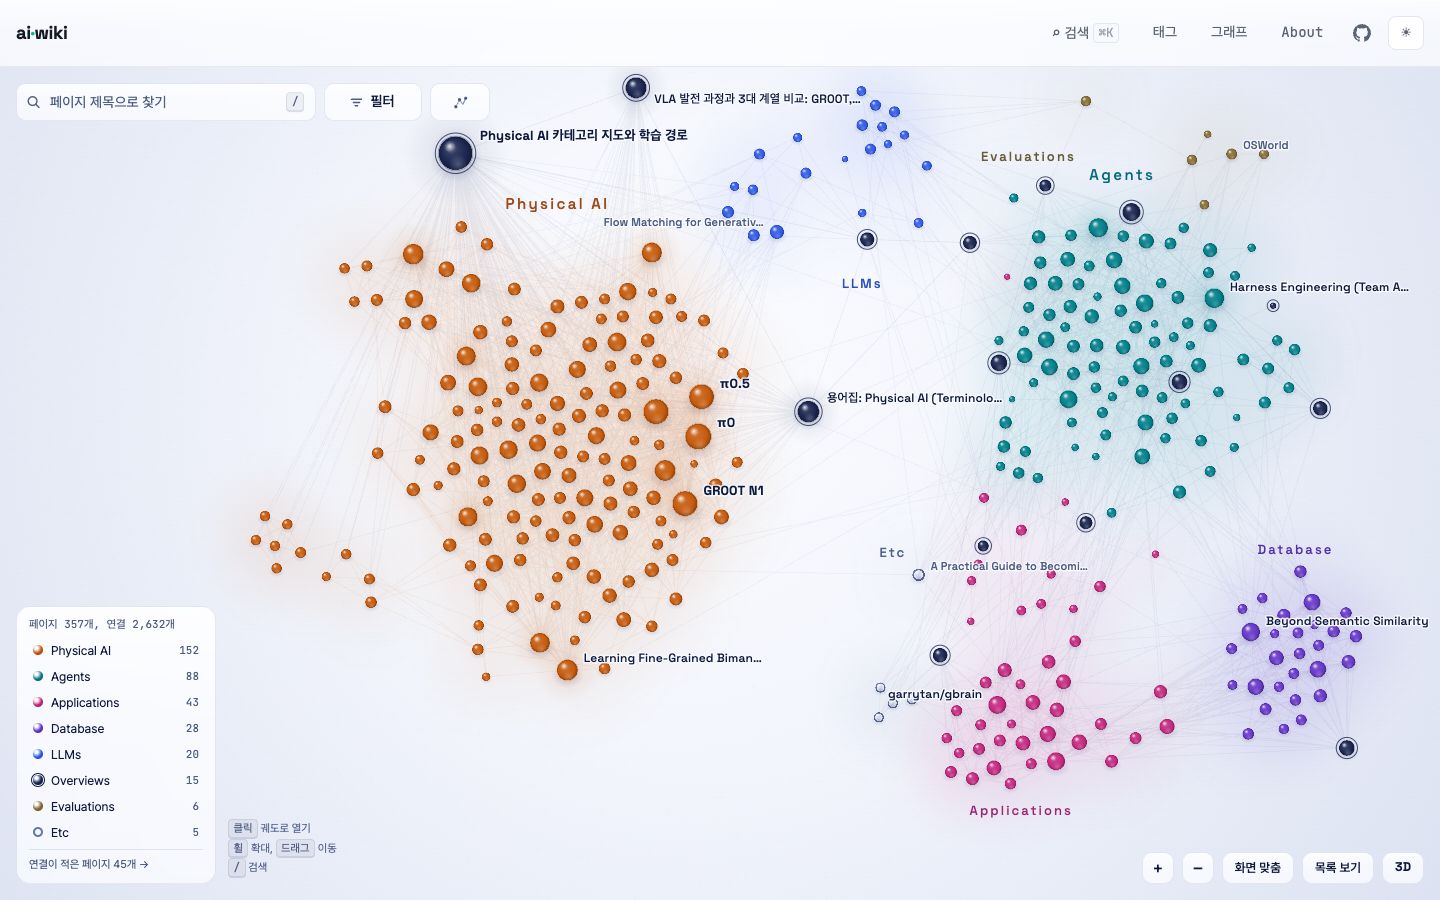 ai·wiki
검색 ⌘K
태그
그래프
About
페이지 제목으로 찾기 /
필터
VLA 발전 과정과 3대 계열 비교: GR00T,...
Physical AI 카테고리 지도와 학습 경로
Evaluations
OSWorld
Agents
Physical AI
Flow Matching for Generativ...
LLMs
Harness Engineering (Team A...
π0.5
용어집: Physical AI (Terminolo...
π0
GR00T N1
Etc
Database
A Practical Guide to Becomi...
Beyond Semantic Similarity
Learning Fine-Grained Biman...
garrytan/gbrain
Applications
페이지 357개, 연결 2,632개
Physical AI 152
Agents 88
Applications 43
Database 28
LLMs 20
Overviews 15
Evaluations 6
Etc 5
연결이 적은 페이지 45개 →
클릭 궤도로 열기
휠 확대, 드래그 이동
/ 검색
+
−
화면 맞춤
목록 보기
3D